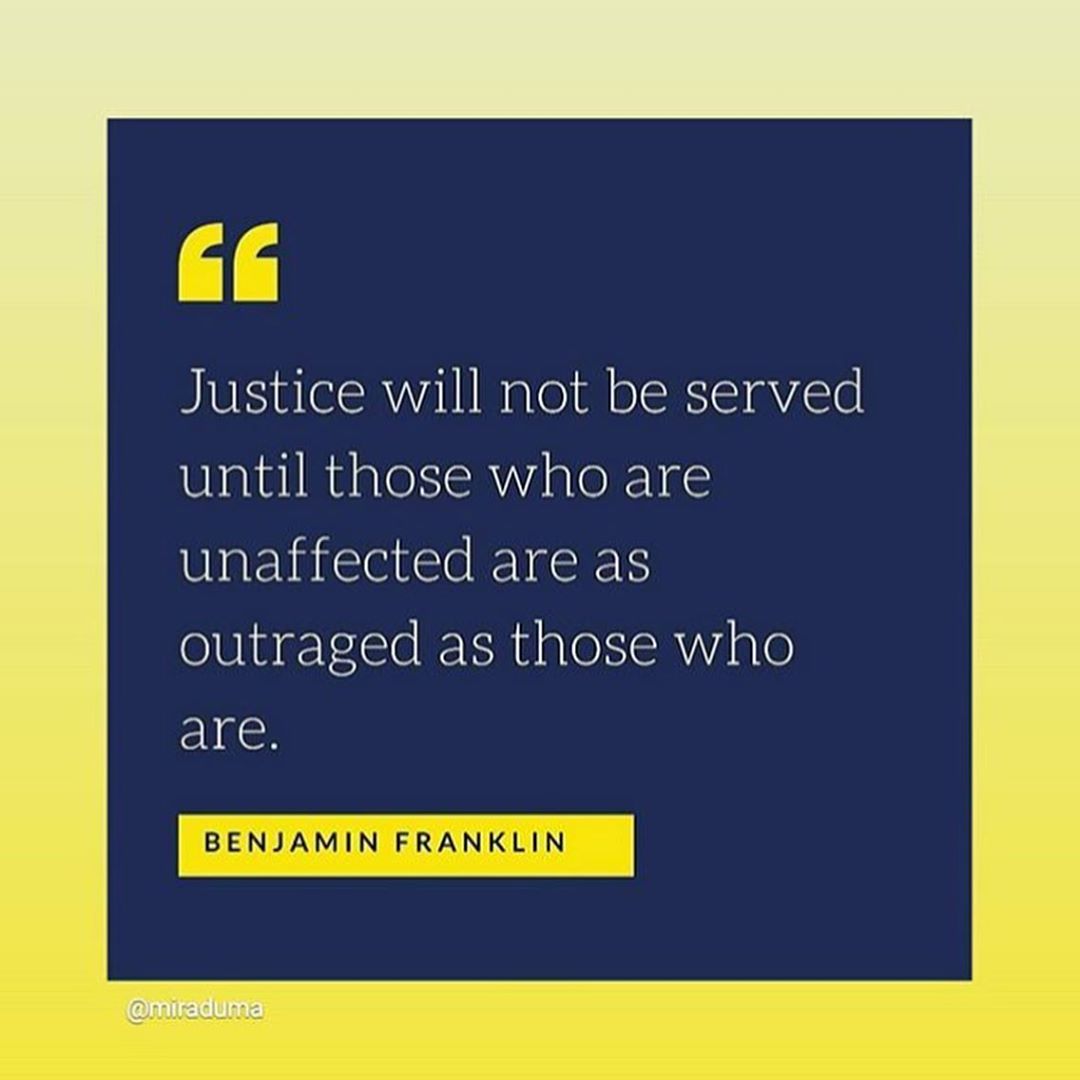 “
Justice will not be served
until those who are
unaffected are as
outraged as those who
are.
BENJAMIN FRANKLIN
@miraduma